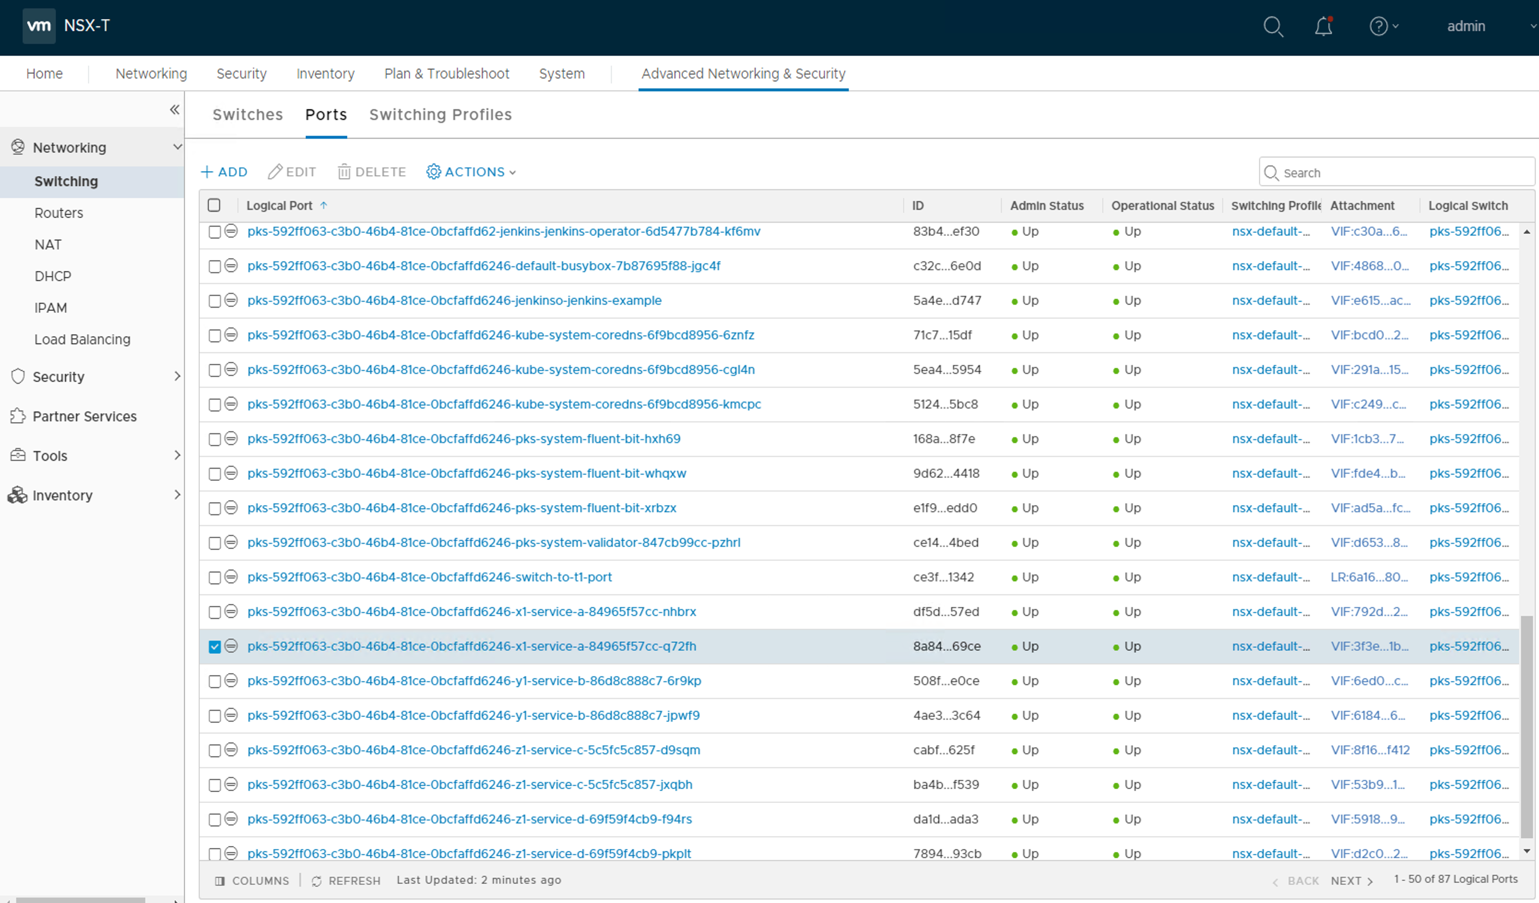 vm NSX-T admin
Home Networking Security Inventory Plan & Troubleshoot System Advanced Networking & Security
Switches Ports Switching Profiles
Networking
Switching
Routers
NAT
DHCP
IPAM
Load Balancing
Security
Partner Services
Tools
Inventory
+ ADD EDIT DELETE ACTIONS
Search
Logical Port ↑ ID Admin Status Operational Status Switching Profile Attachment Logical Switch
pks-592ff063-c3b0-46b4-81ce-0bcfaffd62-jenkins-jenkins-operator-6d5477b784-kf6mv 83b4...ef30 Up Up nsx-default-... VIF:c30a...6... pks-592ff06...
pks-592ff063-c3b0-46b4-81ce-0bcfaffd6246-default-busybox-7b87695f88-jgc4f c32c...6e0d Up Up nsx-default-... VIF:4868...0... pks-592ff06...
pks-592ff063-c3b0-46b4-81ce-0bcfaffd6246-jenkinso-jenkins-example 5a4e...d747 Up Up nsx-default-... VIF:e615...ac... pks-592ff06...
pks-592ff063-c3b0-46b4-81ce-0bcfaffd6246-kube-system-coredns-6f9bcd8956-6znfz 71c7...15df Up Up nsx-default-... VIF:bcd0...2... pks-592ff06...
pks-592ff063-c3b0-46b4-81ce-0bcfaffd6246-kube-system-coredns-6f9bcd8956-cgl4n 5ea4...5954 Up Up nsx-default-... VIF:291a...15... pks-592ff06...
pks-592ff063-c3b0-46b4-81ce-0bcfaffd6246-kube-system-coredns-6f9bcd8956-kmcpc 5124...5bc8 Up Up nsx-default-... VIF:c249...c... pks-592ff06...
pks-592ff063-c3b0-46b4-81ce-0bcfaffd6246-pks-system-fluent-bit-hxh69 168a...8f7e Up Up nsx-default-... VIF:1cb3...7... pks-592ff06...
pks-592ff063-c3b0-46b4-81ce-0bcfaffd6246-pks-system-fluent-bit-whqxw 9d62...4418 Up Up nsx-default-... VIF:fde4...b... pks-592ff06...
pks-592ff063-c3b0-46b4-81ce-0bcfaffd6246-pks-system-fluent-bit-xrbzx e1f9...edd0 Up Up nsx-default-... VIF:ad5a...fc... pks-592ff06...
pks-592ff063-c3b0-46b4-81ce-0bcfaffd6246-pks-system-validator-847cb99cc-pzhrl ce14...4bed Up Up nsx-default-... VIF:d653...8... pks-592ff06...
pks-592ff063-c3b0-46b4-81ce-0bcfaffd6246-switch-to-t1-port ce3f...1342 Up Up nsx-default-... LR:6a16...80... pks-592ff06...
pks-592ff063-c3b0-46b4-81ce-0bcfaffd6246-x1-service-a-84965f57cc-nhbrx df5d...57ed Up Up nsx-default-... VIF:792d...2... pks-592ff06...
pks-592ff063-c3b0-46b4-81ce-0bcfaffd6246-x1-service-a-84965f57cc-q72fh 8a84...69ce Up Up nsx-default-... VIF:3f3e...1b... pks-592ff06...
pks-592ff063-c3b0-46b4-81ce-0bcfaffd6246-y1-service-b-86d8c888c7-6r9kp 508f...e0ce Up Up nsx-default-... VIF:6ed0...c... pks-592ff06...
pks-592ff063-c3b0-46b4-81ce-0bcfaffd6246-y1-service-b-86d8c888c7-jpwf9 4ae3...3c64 Up Up nsx-default-... VIF:6184...6... pks-592ff06...
pks-592ff063-c3b0-46b4-81ce-0bcfaffd6246-z1-service-c-5c5fc5c857-d9sqm cabf...625f Up Up nsx-default-... VIF:8f16...f412 pks-592ff06...
pks-592ff063-c3b0-46b4-81ce-0bcfaffd6246-z1-service-c-5c5fc5c857-jxqbh ba4b...f539 Up Up nsx-default-... VIF:53b9...1... pks-592ff06...
pks-592ff063-c3b0-46b4-81ce-0bcfaffd6246-z1-service-d-69f59f4cb9-f94rs da1d...ada3 Up Up nsx-default-... VIF:5918...9... pks-592ff06...
pks-592ff063-c3b0-46b4-81ce-0bcfaffd6246-z1-service-d-69f59f4cb9-pkplt 7894...93cb Up Up nsx-default-... VIF:d2c0...2... pks-592ff06...
COLUMNS REFRESH Last Updated: 2 minutes ago BACK NEXT 1 - 50 of 87 Logical Ports